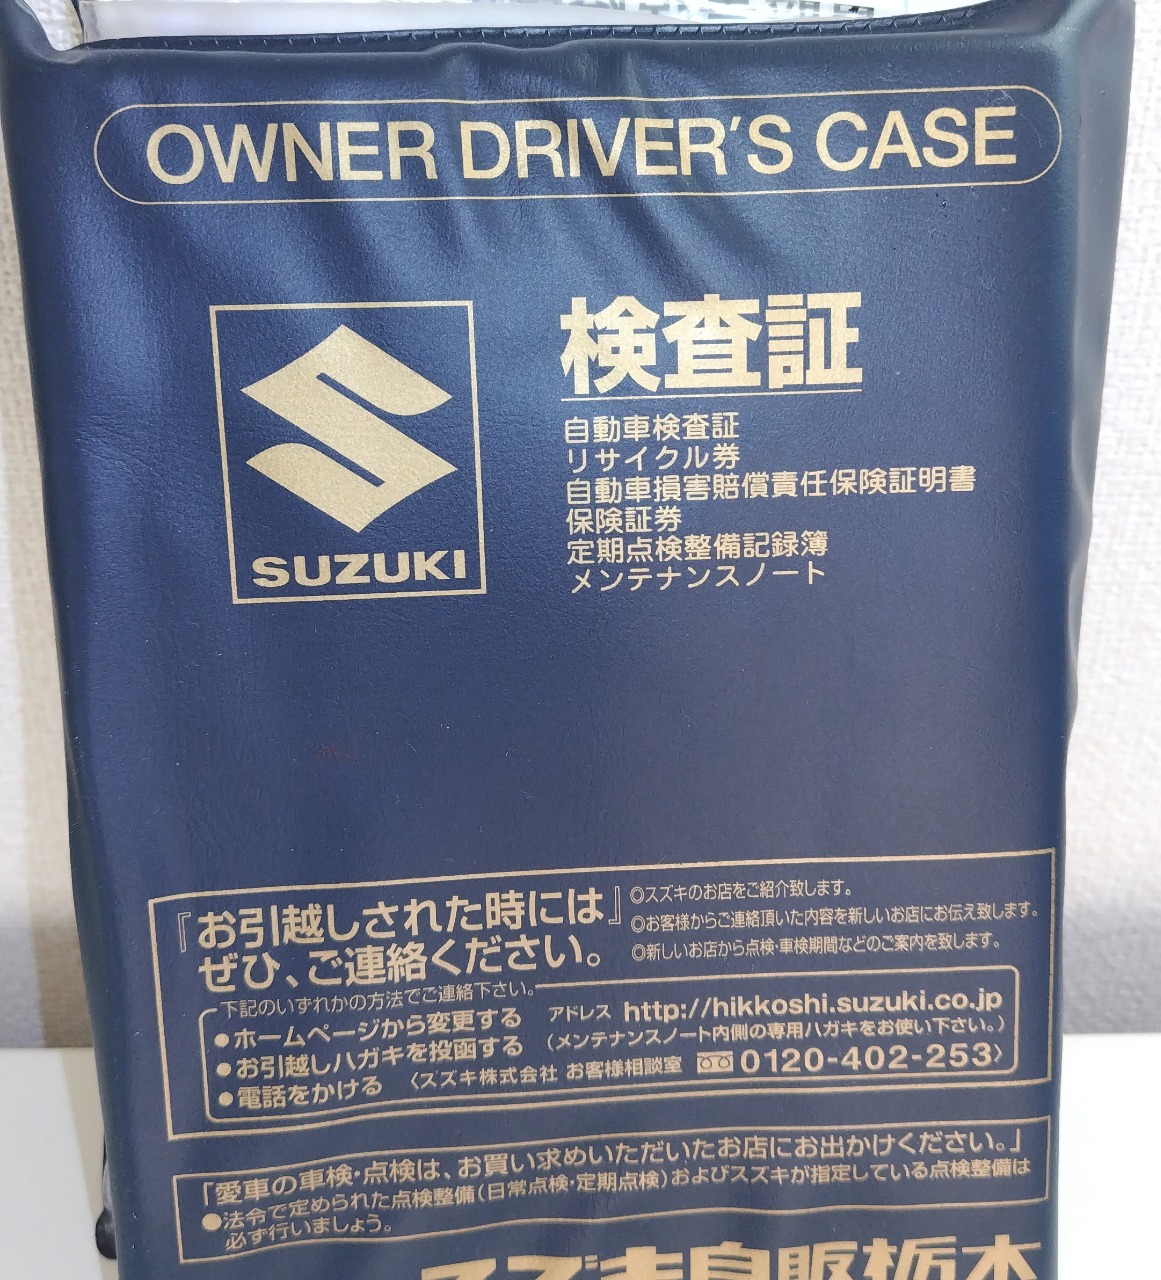 OWNER DRIVER'S CASE
SUZUKI
検査証
自動車検査証
リサイクル券
自動車損害賠償責任保険証明書
保険証券
定期点検整備記録簿
メンテナンスノート
『お引越しされた時には』
ぜひ、ご連絡ください。
◎スズキのお店をご紹介致します。
◎お客様からご連絡頂いた内容を新しいお店にお伝え致します。
◎新しいお店から点検・車検期間などのご案内を致します。
下記のいずれかの方法でご連絡下さい。
●ホームページから変更する アドレス http://hikkoshi.suzuki.co.jp
●お引越しハガキを投函する (メンテナンスノート内側の専用ハガキをお使い下さい。)
●電話をかける 〈スズキ株式会社 お客様相談室 0120-402-253〉
「愛車の車検・点検は、お買い求めいただいたお店にお出かけください。」
●法令で定められた点検整備(日常点検・定期点検)およびスズキが指定している点検整備は
必ず行いましょう。
スズキ自販栃木